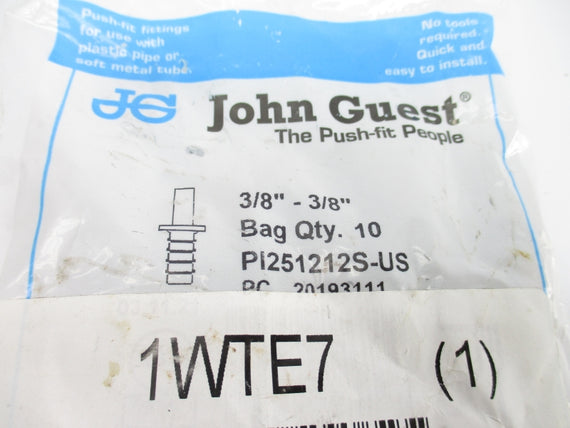 Push-fit fittings
for use with
plastic pipe or
soft metal tube.
No tools
required.
Quick and
easy to install.
JG John Guest®
The Push-fit People
3/8" - 3/8"
Bag Qty. 10
PI251212S-US
PC 20193111
1WTE7 (1)